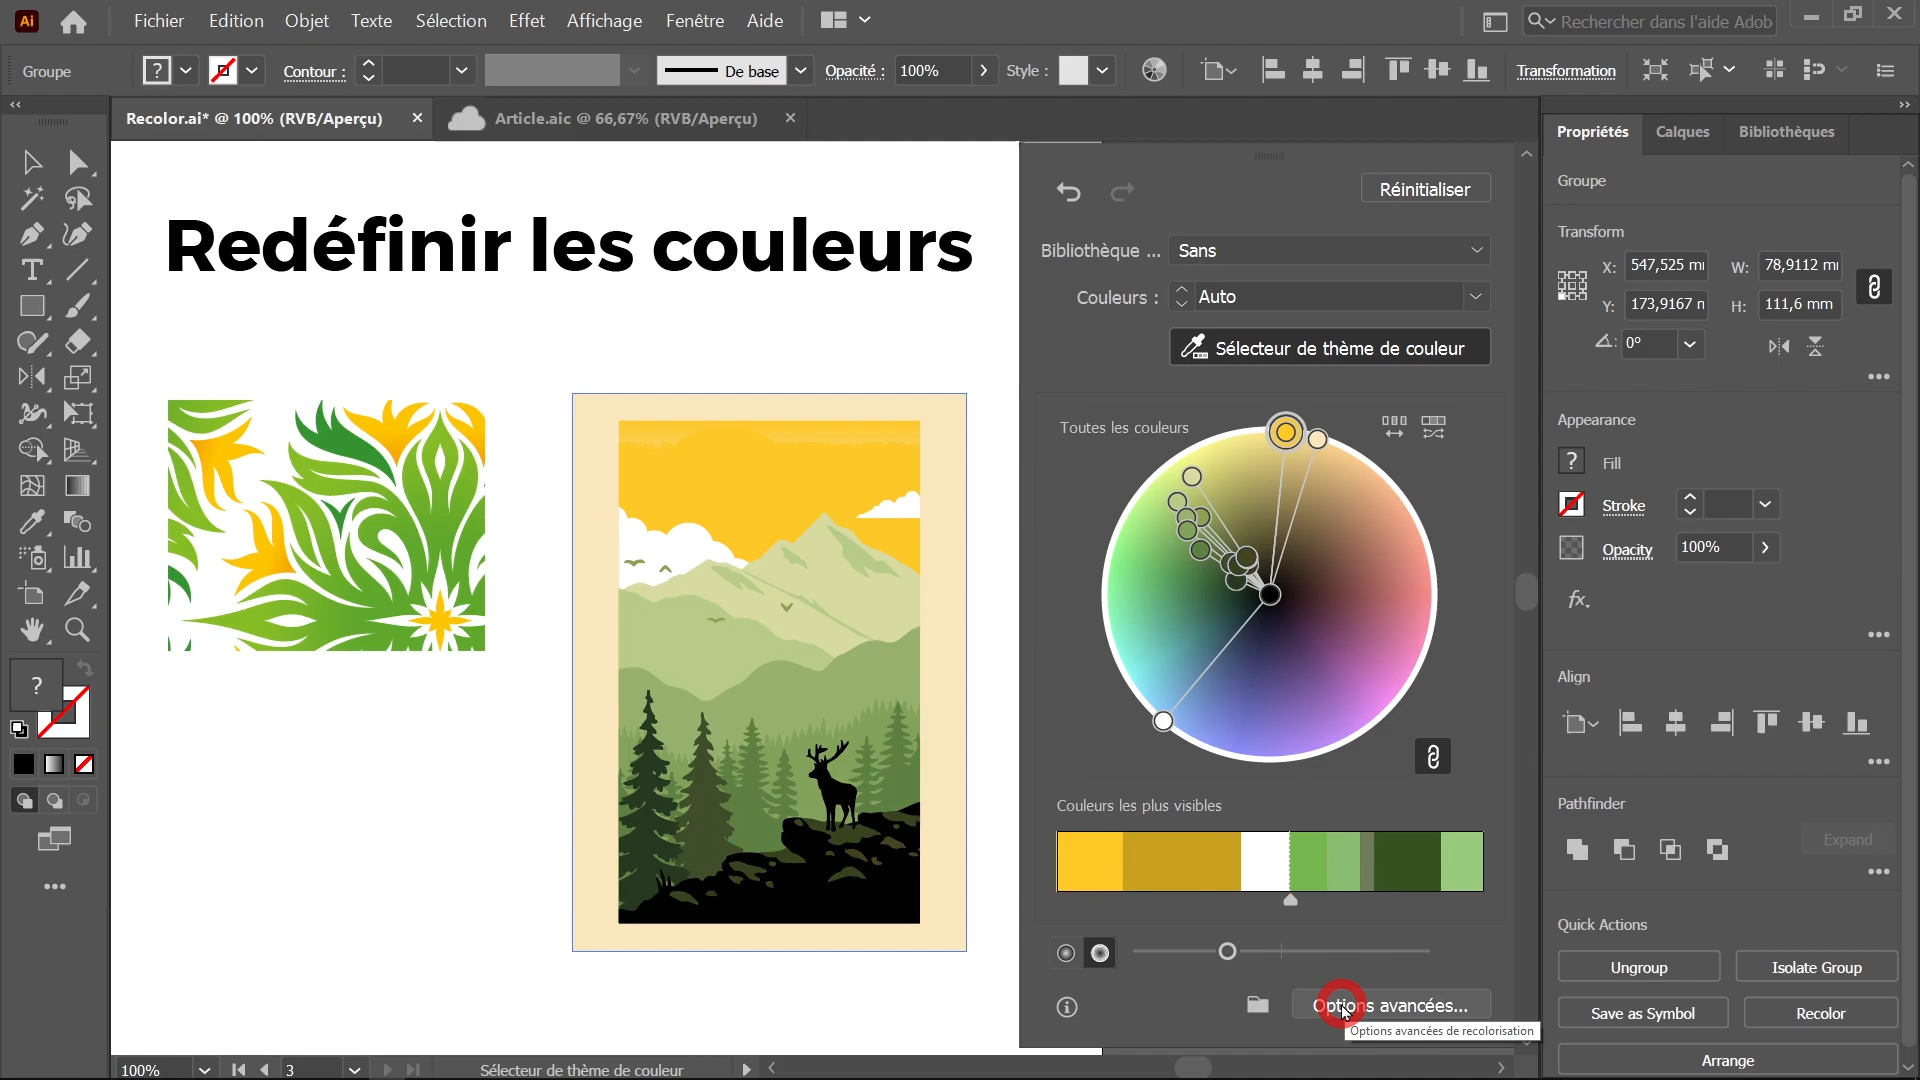 Ai Fichier Edition Objet Texte Sélection Effet Affichage Fenêtre Aide Rechercher dans l'aide Adob
Groupe ? Contour : De base Opacité : 100% Style : Transformation
Recolor.ai* @ 100% (RVB/Aperçu) Article.aic @ 66,67% (RVB/Aperçu)
Propriétés Calques Bibliothèques
Redéfinir les couleurs
Réinitialiser
Bibliothèque ... Sans
Couleurs : Auto
Sélecteur de thème de couleur
Toutes les couleurs
Couleurs les plus visibles
Options avancées...
Options avancées de recolorisation
Groupe
Transform
X: 547,525 mm W: 78,9112 mm
Y: 173,9167 m H: 111,6 mm
0°
Appearance
? Fill
Stroke
Opacity 100%
fx.
Align
Pathfinder
Expand
Quick Actions
Ungroup Isolate Group
Save as Symbol Recolor
Arrange
?
100% 3 Sélecteur de thème de couleur